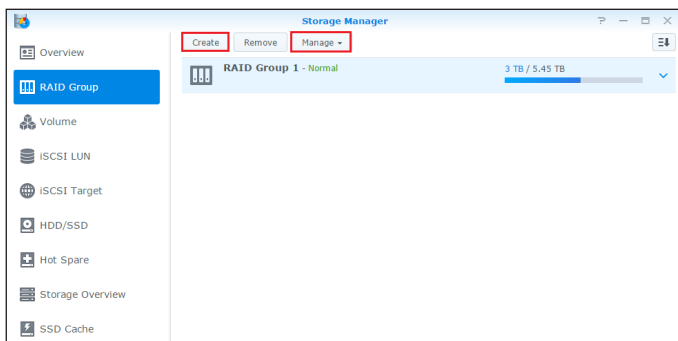 Storage Manager
Create Remove Manage
Overview
RAID Group 1 - Normal 3 TB / 5.45 TB
RAID Group
Volume
iSCSI LUN
iSCSI Target
HDD/SSD
Hot Spare
Storage Overview
SSD Cache